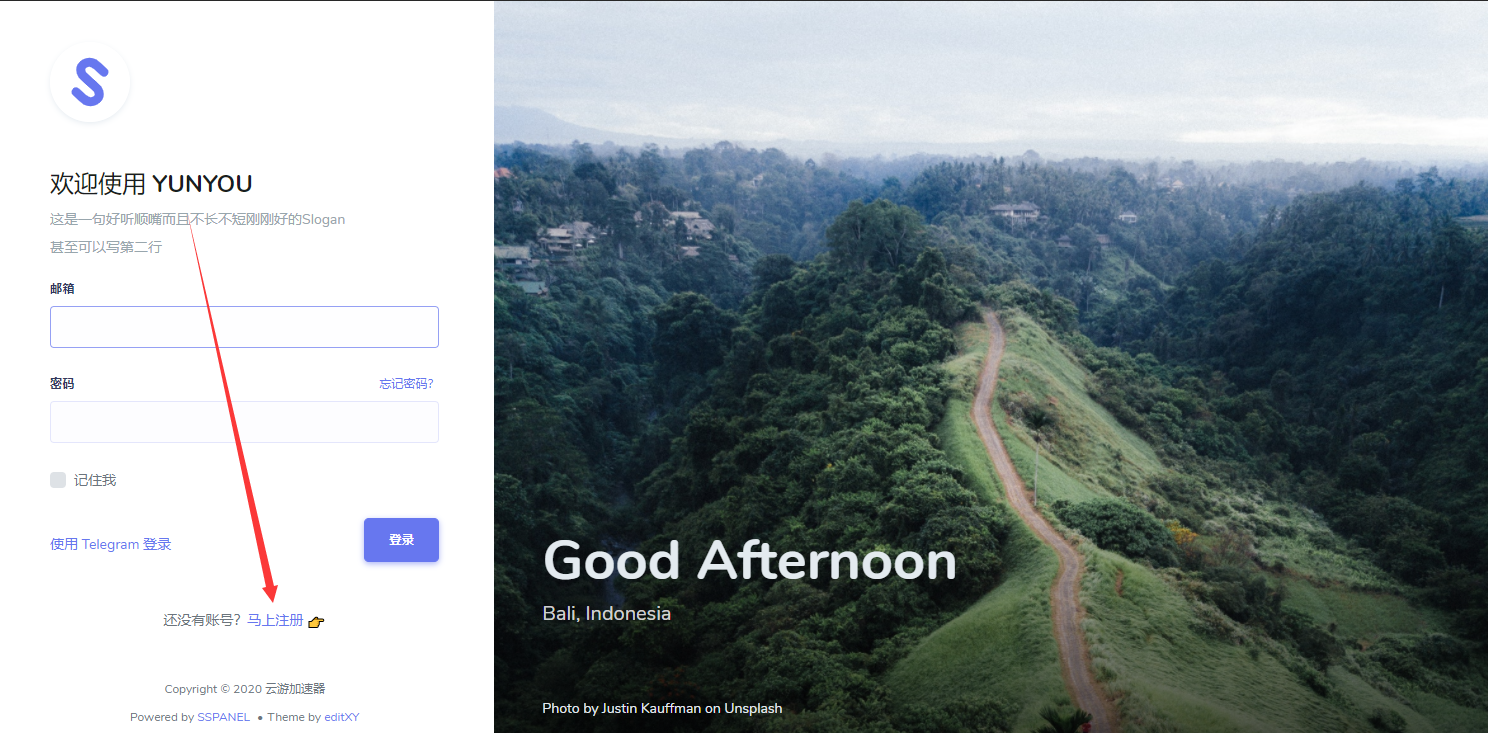 欢迎使用 YUNYOU
这是一句好听顺嘴而且不长不短刚刚好的Slogan
甚至可以写第二行
邮箱
密码
忘记密码？
记住我
使用 Telegram 登录
登录
还没有账号？马上注册 👉
Copyright © 2020 云游加速器
Powered by SSPANEL • Theme by editXY
Good Afternoon
Bali, Indonesia
Photo by Justin Kauffman on Unsplash